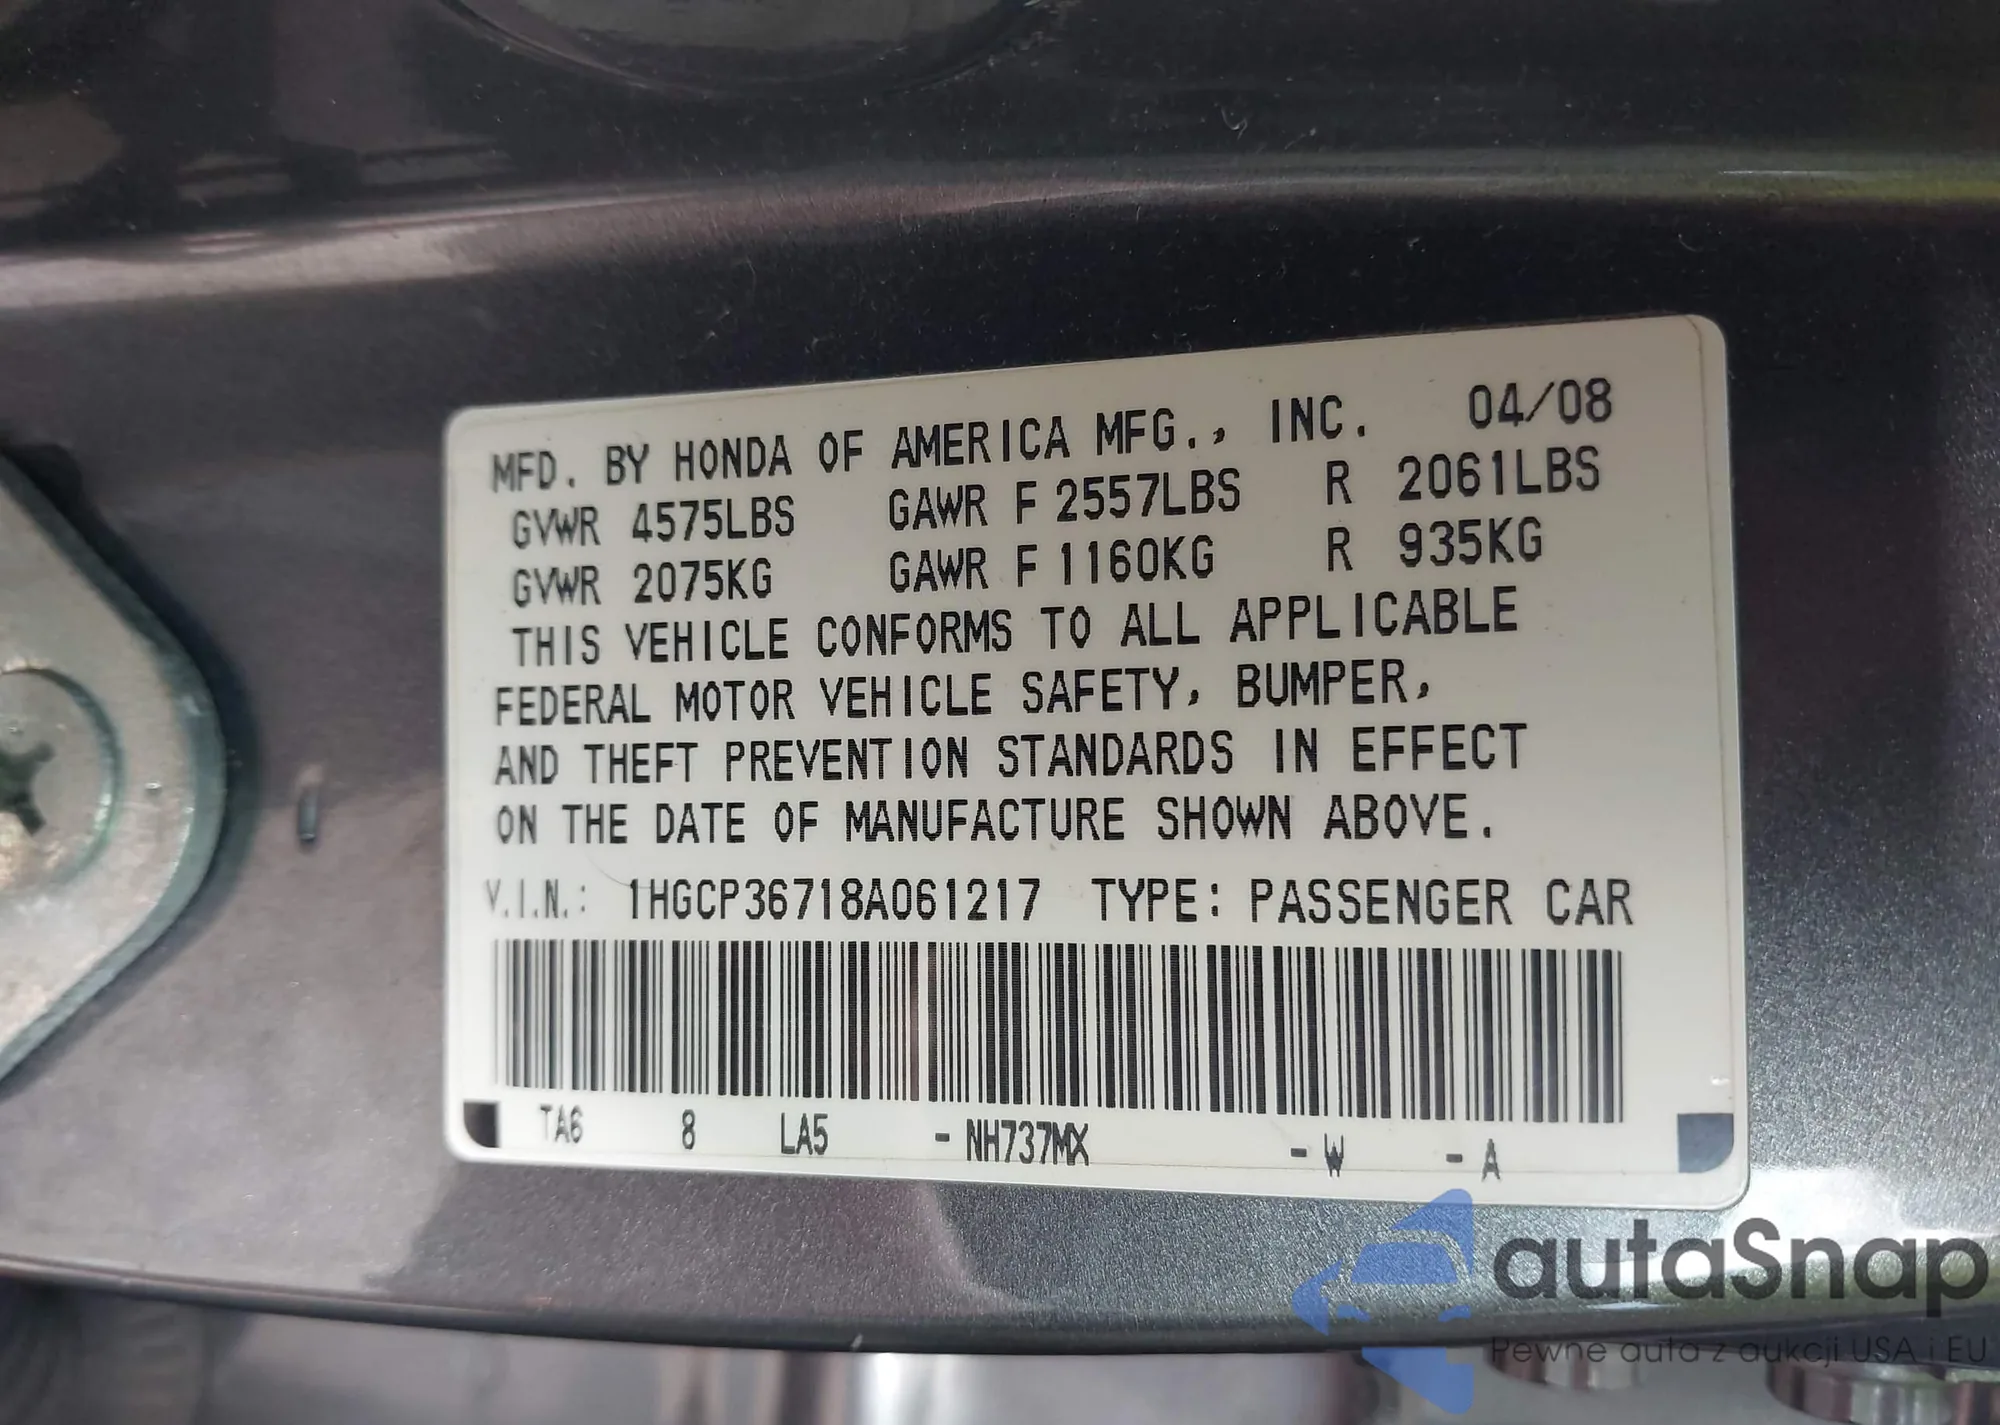 MFD. BY HONDA OF AMERICA MFG., INC. 04/08
GVWR 4575LBS GAWR F 2557LBS R 2061LBS
GVWR 2075KG GAWR F 1160KG R 935KG
THIS VEHICLE CONFORMS TO ALL APPLICABLE
FEDERAL MOTOR VEHICLE SAFETY, BUMPER,
AND THEFT PREVENTION STANDARDS IN EFFECT
ON THE DATE OF MANUFACTURE SHOWN ABOVE.
V.I.N.: 1HGCP36718A061217 TYPE: PASSENGER CAR
TA6 8 LA5 - NH737MX - W - A
autaSnap
Pewne auta z aukcji USA i EU